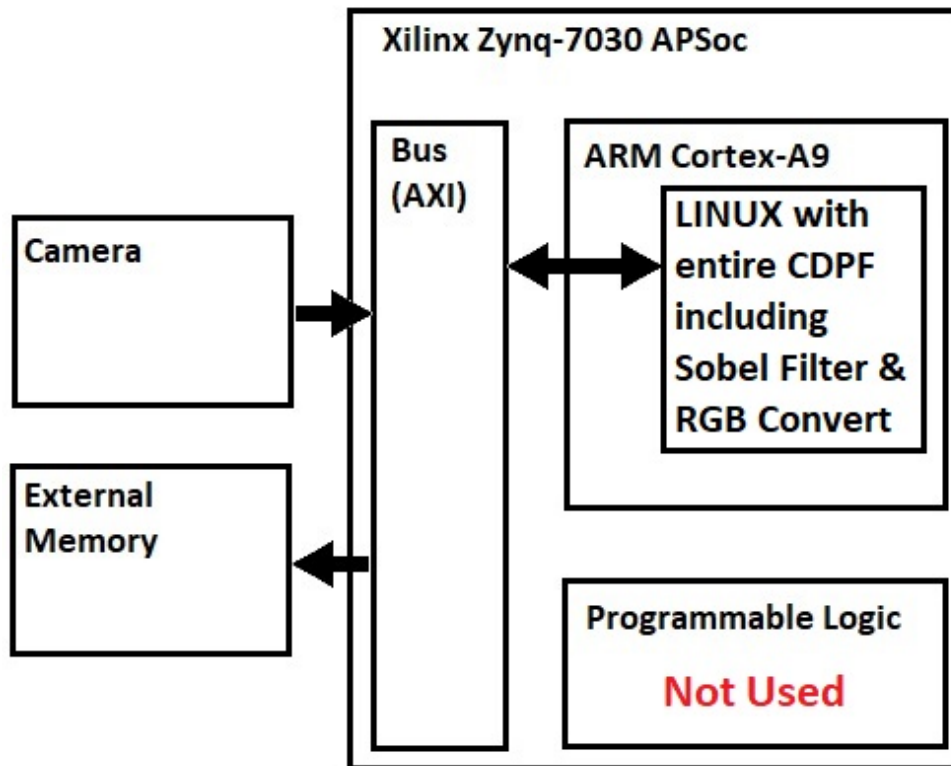 Xilinx Zynq-7030 APSoc
Bus
(AXI)
ARM Cortex-A9
LINUX with
entire CDPF
including
Sobel Filter &
RGB Convert
Camera
External
Memory
Programmable Logic
Not Used